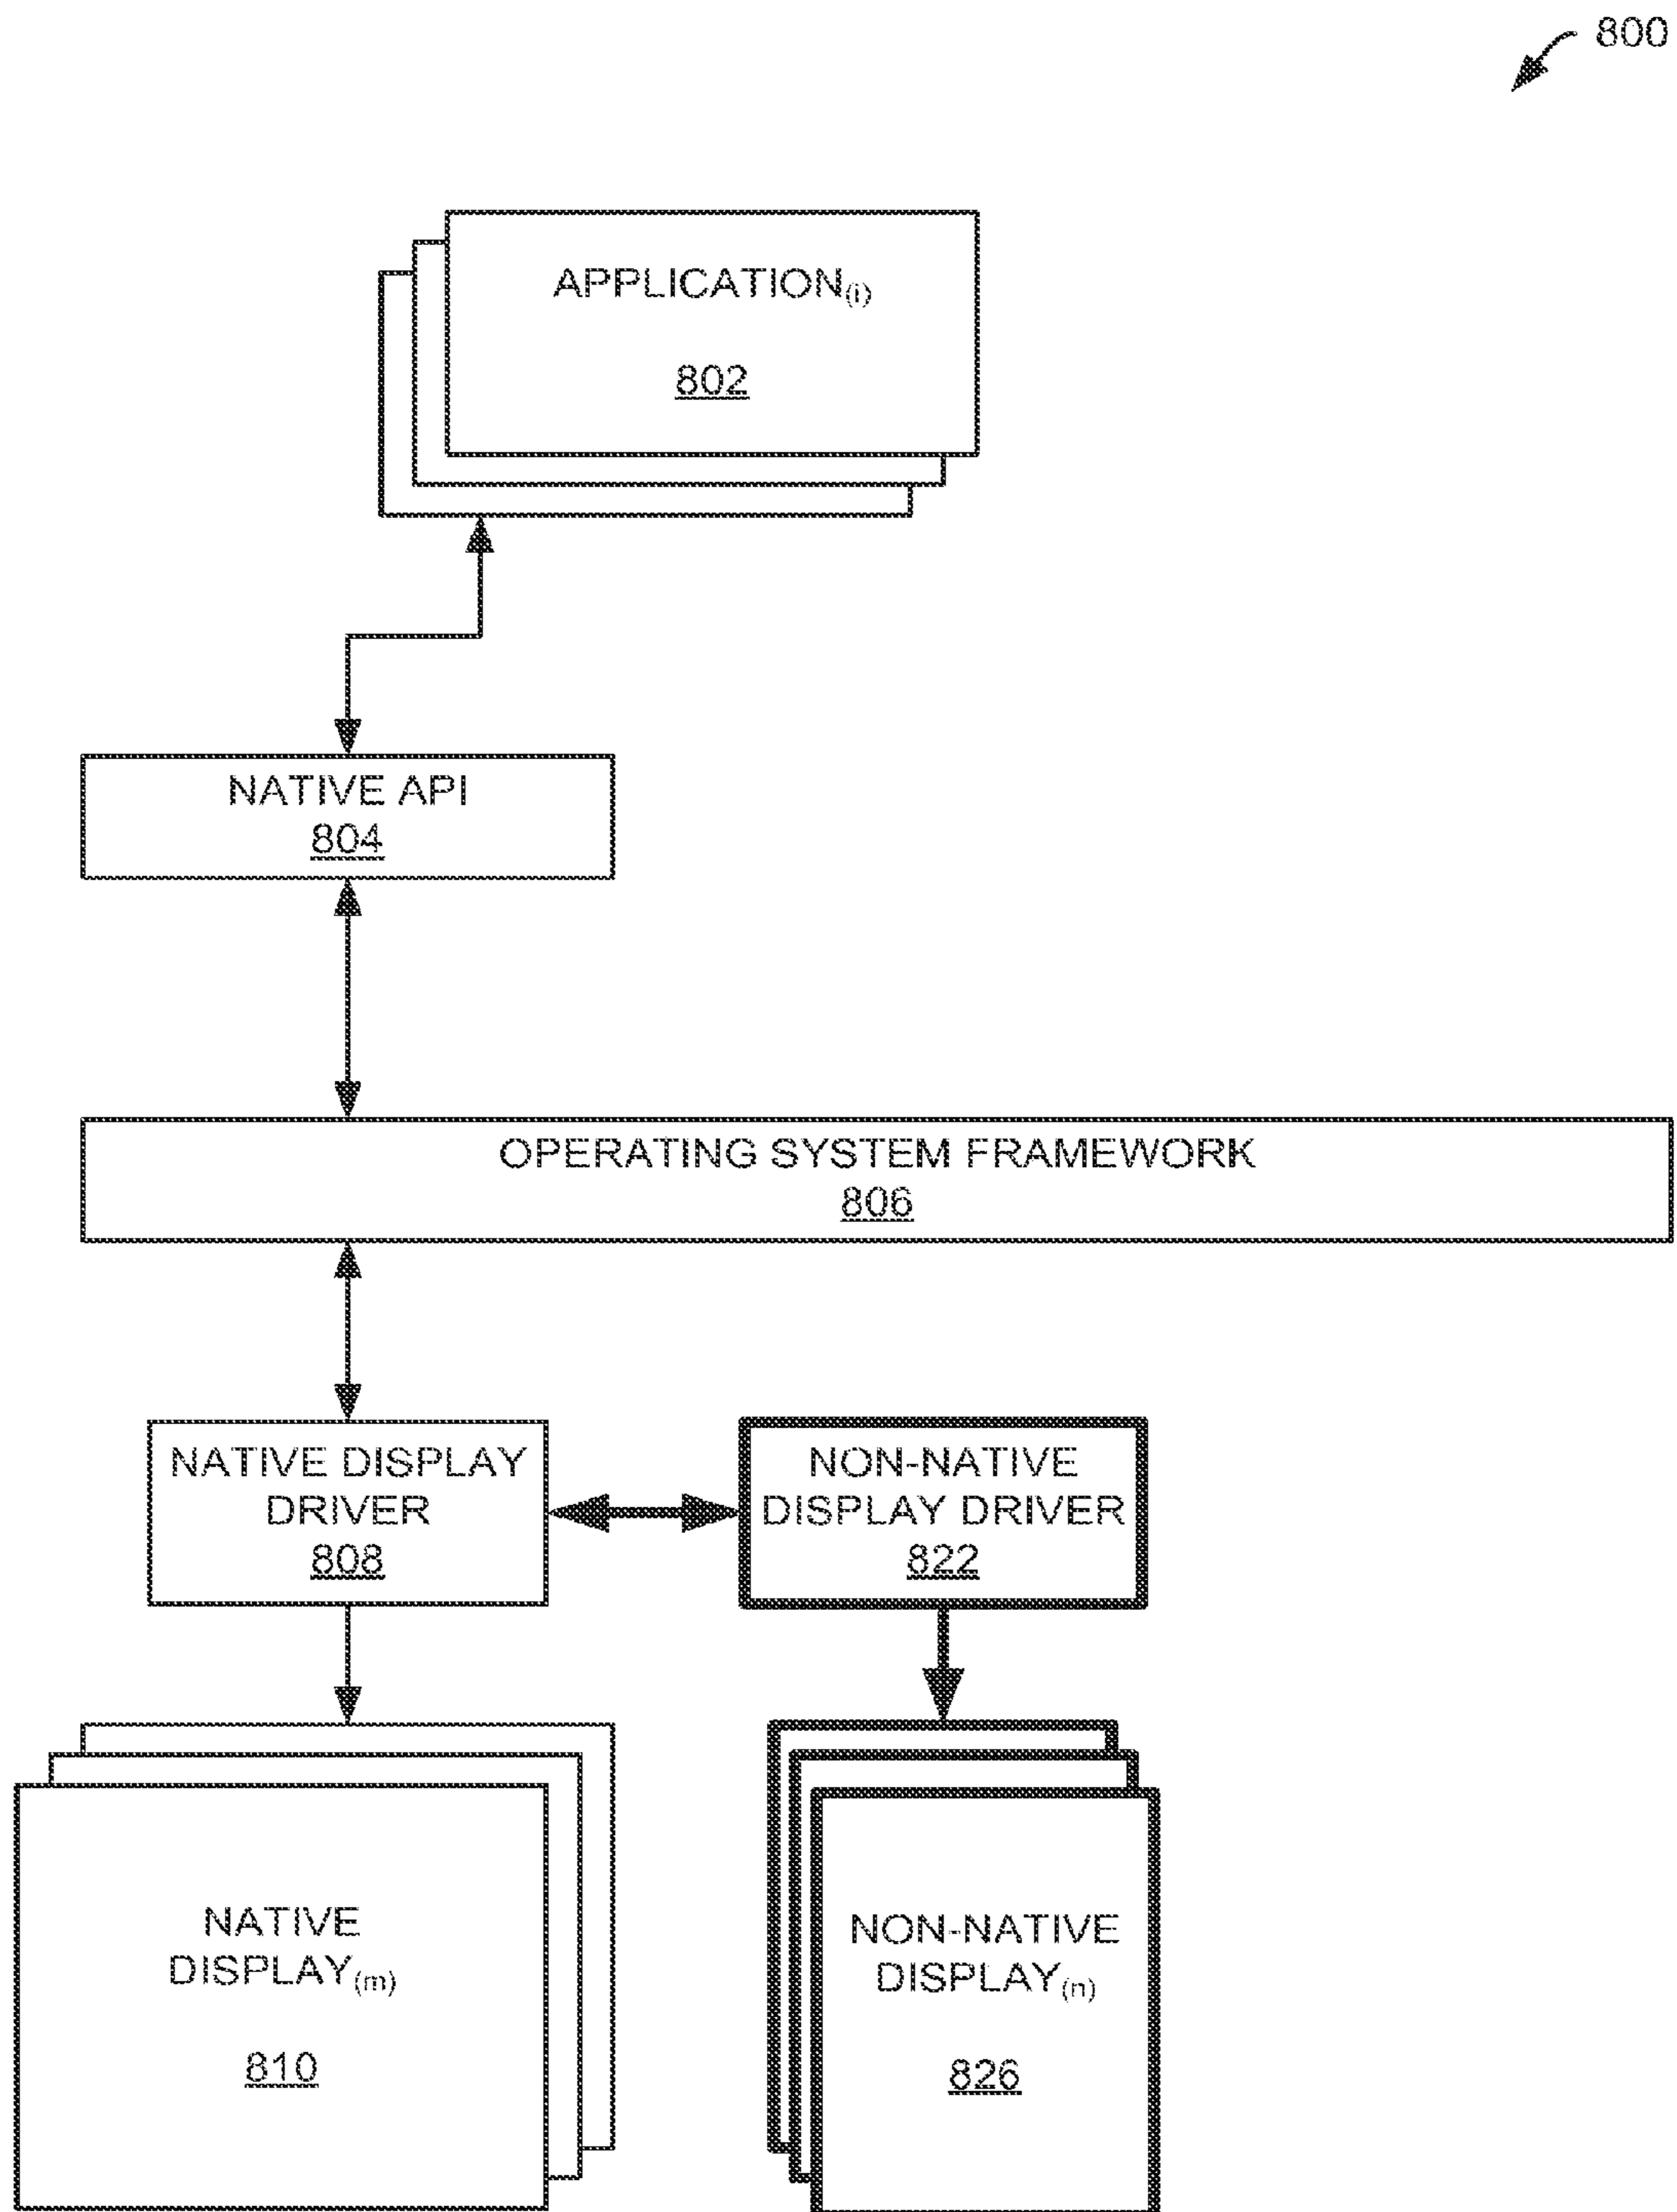 800
APPLICATION(i)
802
NATIVE API
804
OPERATING SYSTEM FRAMEWORK
806
NATIVE DISPLAY
DRIVER
808
NON-NATIVE
DISPLAY DRIVER
822
NATIVE
DISPLAY(m)
810
NON-NATIVE
DISPLAY(n)
826